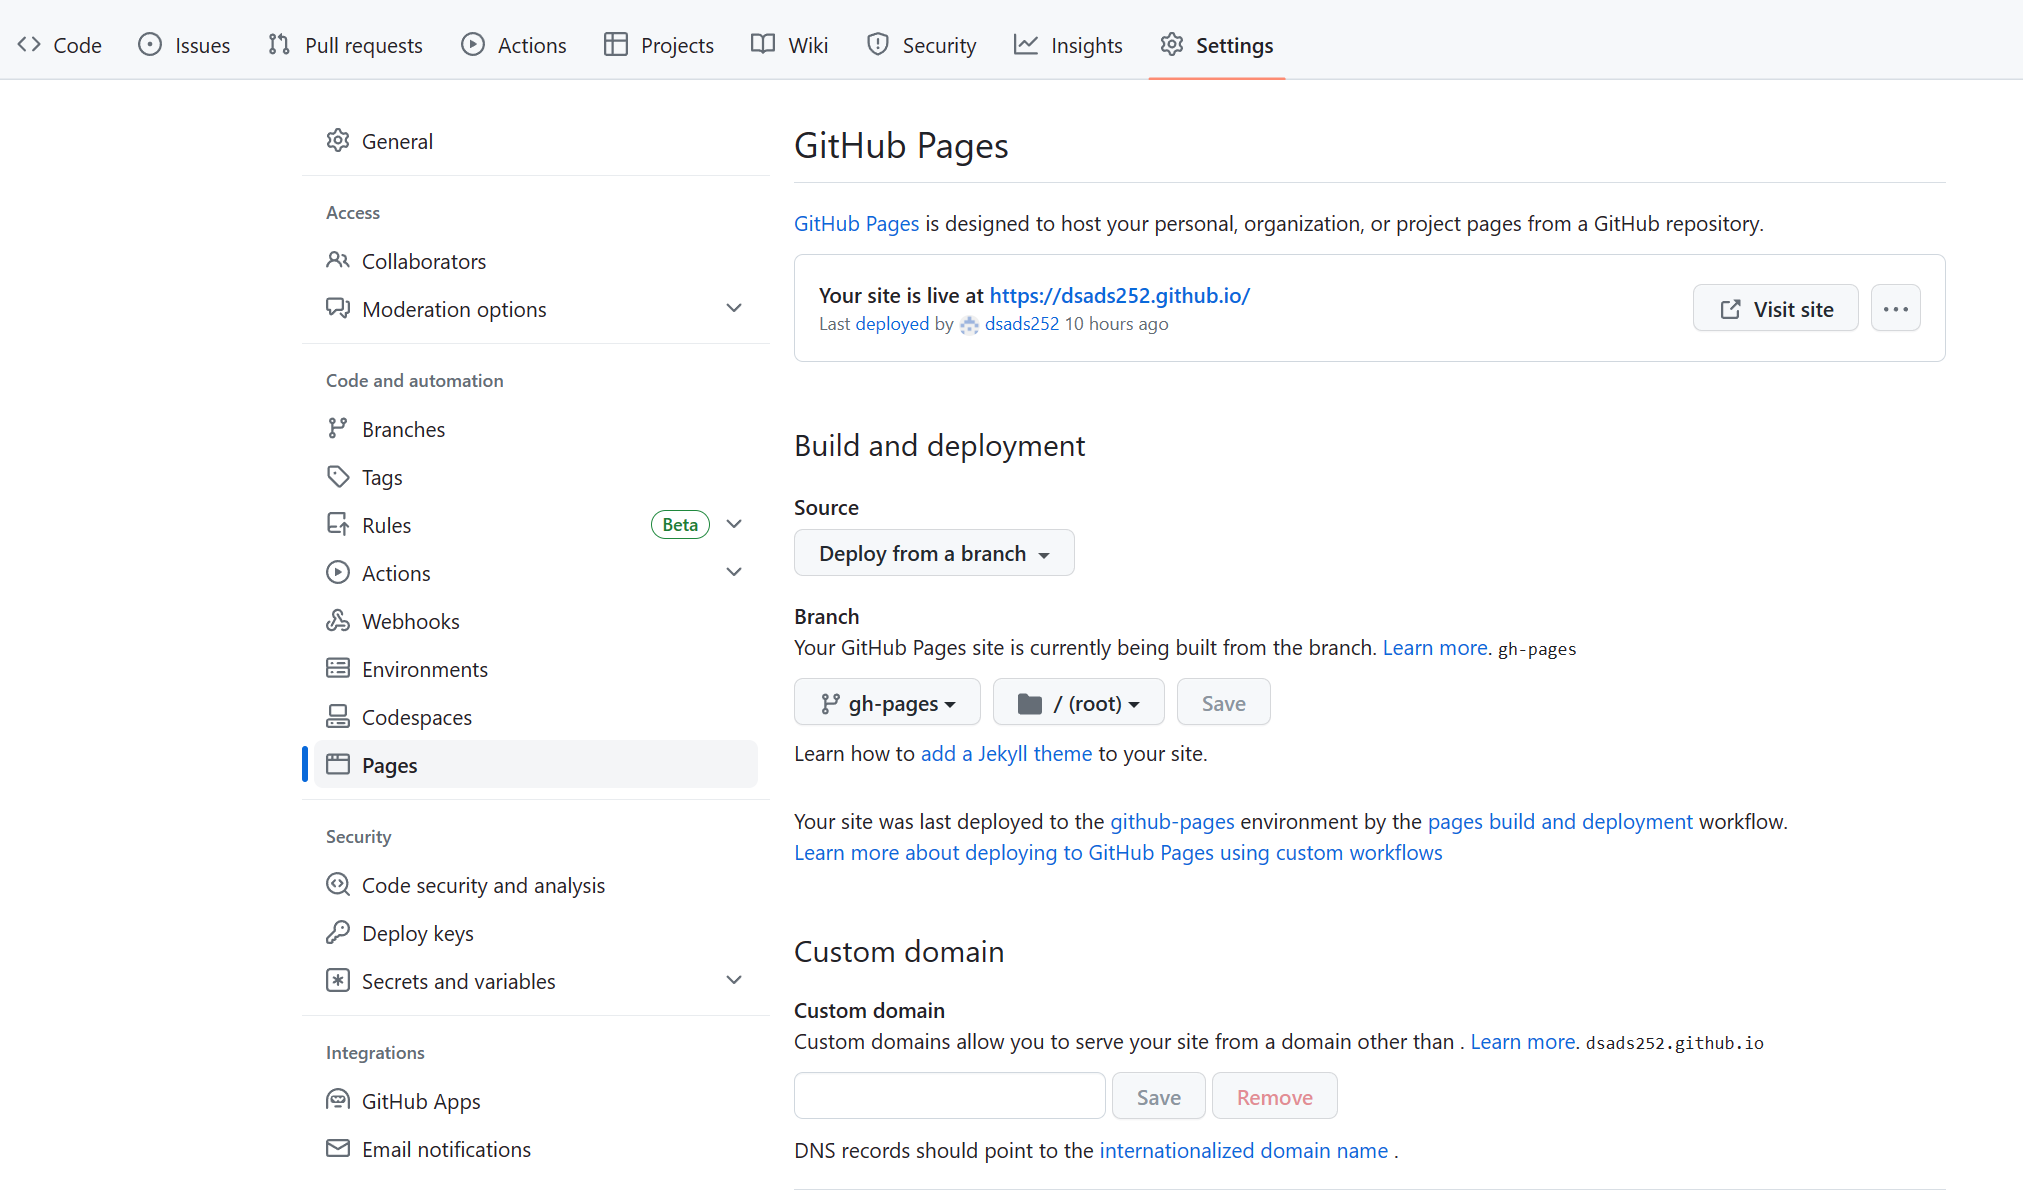 Code Issues Pull requests Actions Projects Wiki Security Insights Settings
General
Access
Collaborators
Moderation options
Code and automation
Branches
Tags
Rules Beta
Actions
Webhooks
Environments
Codespaces
Pages
Security
Code security and analysis
Deploy keys
Secrets and variables
Integrations
GitHub Apps
Email notifications
GitHub Pages
GitHub Pages is designed to host your personal, organization, or project pages from a GitHub repository.
Your site is live at https://dsads252.github.io/
Last deployed by dsads252 10 hours ago
Visit site
Build and deployment
Source
Deploy from a branch
Branch
Your GitHub Pages site is currently being built from the branch. Learn more. gh-pages
gh-pages / (root) Save
Learn how to add a Jekyll theme to your site.
Your site was last deployed to the github-pages environment by the pages build and deployment workflow.
Learn more about deploying to GitHub Pages using custom workflows
Custom domain
Custom domain
Custom domains allow you to serve your site from a domain other than . Learn more. dsads252.github.io
Save Remove
DNS records should point to the internationalized domain name .